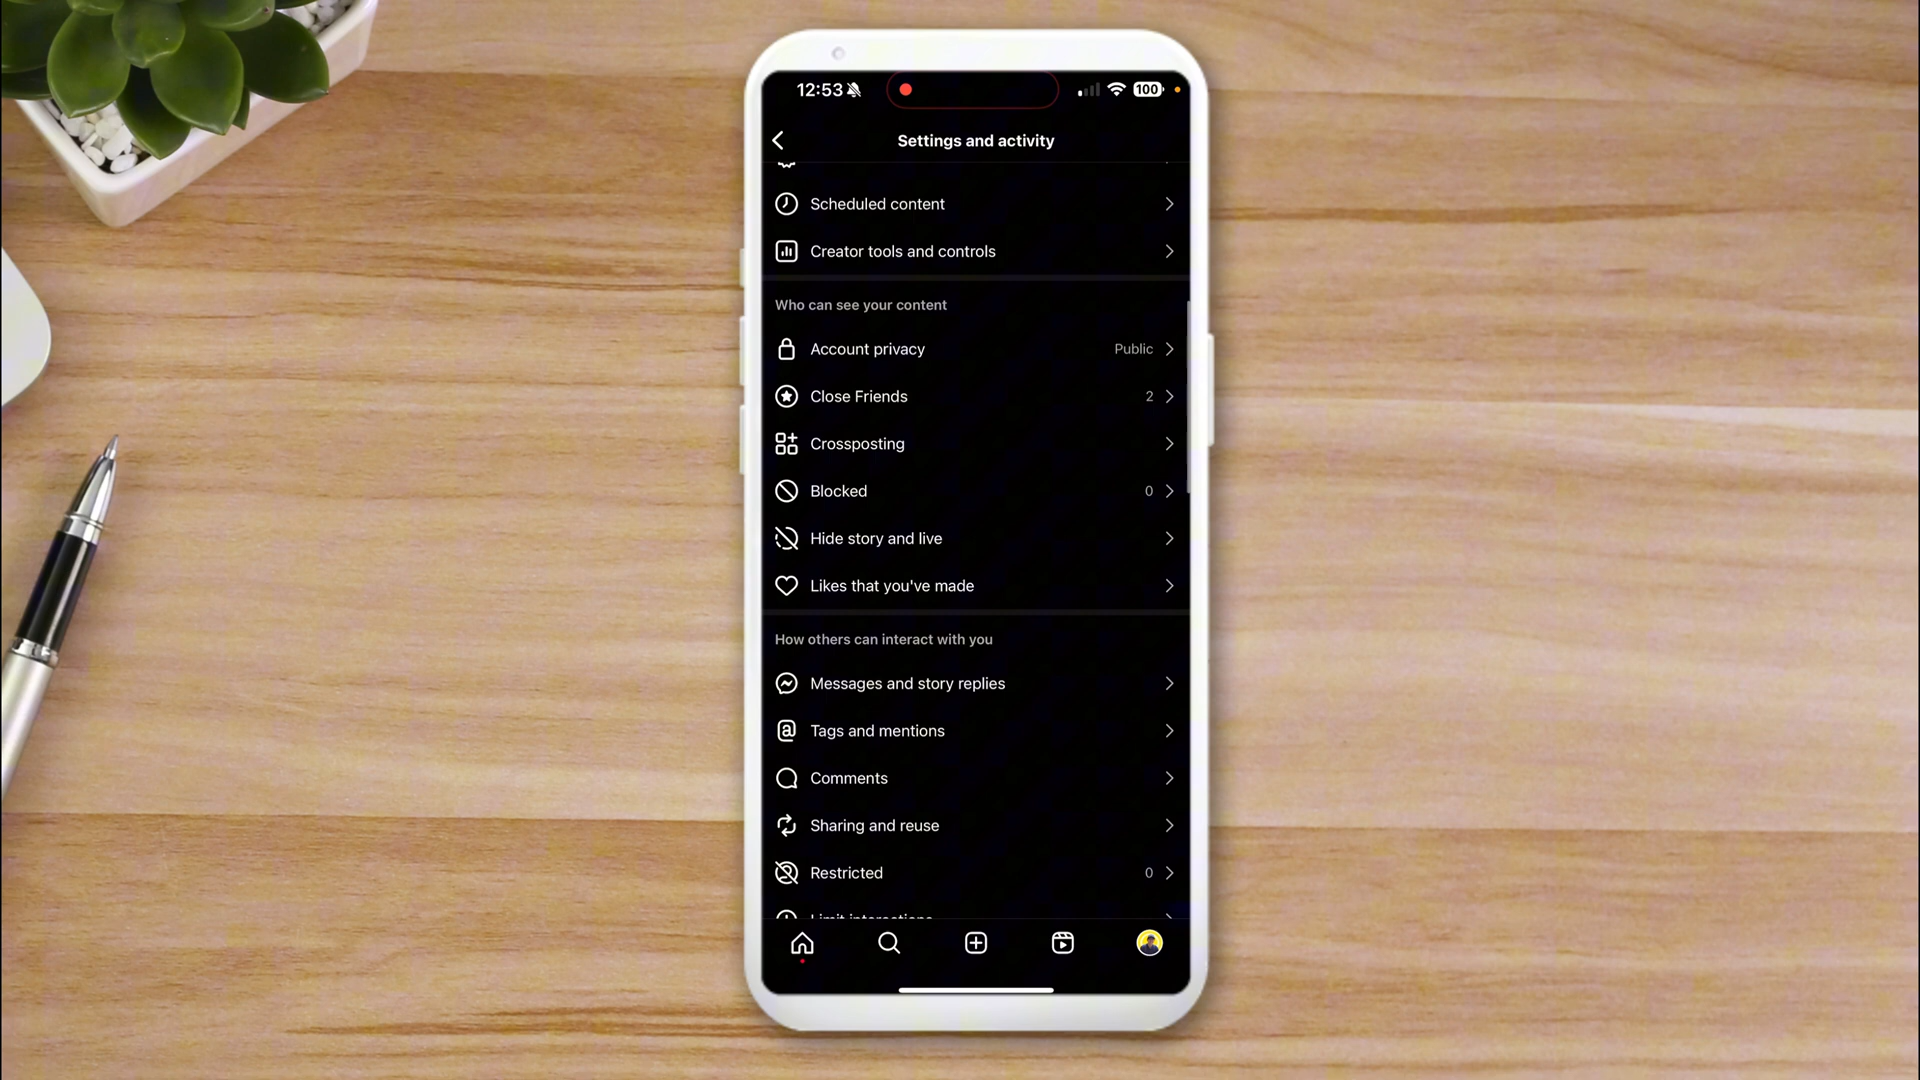 12:53
100
Settings and activity
Scheduled content
Creator tools and controls
Who can see your content
Account privacy Public
Close Friends 2
Crossposting
Blocked 0
Hide story and live
Likes that you've made
How others can interact with you
Messages and story replies
Tags and mentions
Comments
Sharing and reuse
Restricted 0
Limit interactions